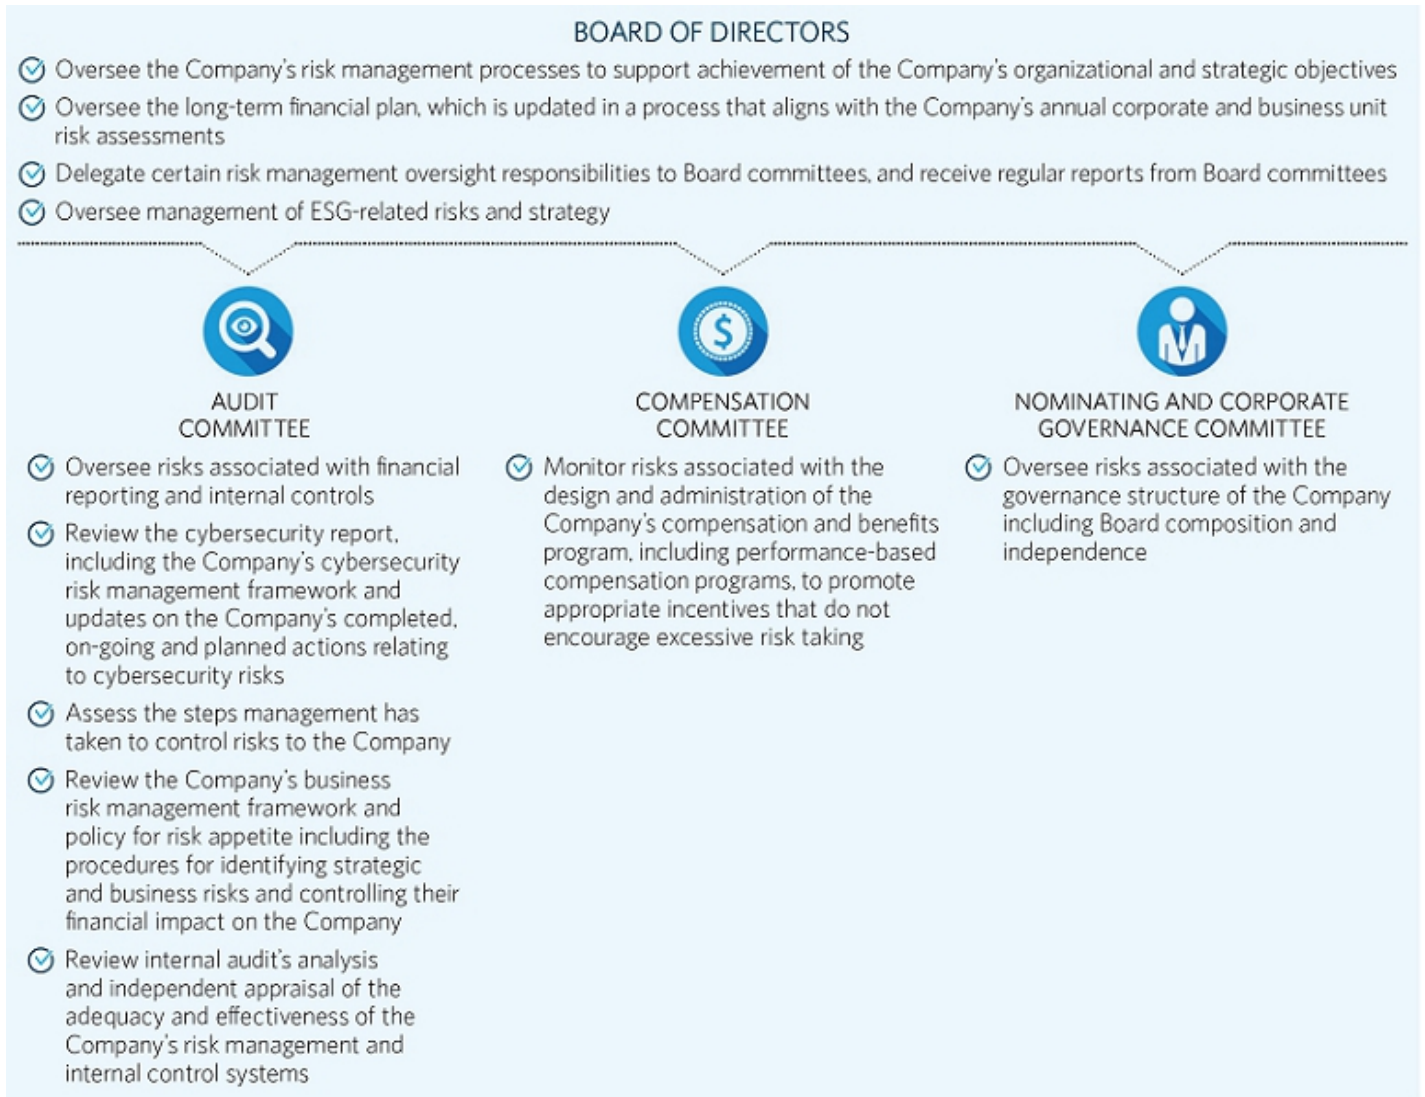 BOARD OF DIRECTORS
Oversee the Company's risk management processes to support achievement of the Company's organizational and strategic objectives
Oversee the long-term financial plan, which is updated in a process that aligns with the Company's annual corporate and business unit
risk assessments
Delegate certain risk management oversight responsibilities to Board committees, and receive regular reports from Board committees
Oversee management of ESG-related risks and strategy
AUDIT
COMMITTEE
Oversee risks associated with financial
reporting and internal controls
Review the cybersecurity report,
including the Company's cybersecurity
risk management framework and
updates on the Company's completed,
on-going and planned actions relating
to cybersecurity risks
Assess the steps management has
taken to control risks to the Company
Review the Company's business
risk management framework and
policy for risk appetite including the
procedures for identifying strategic
and business risks and controlling their
financial impact on the Company
Review internal audit's analysis
and independent appraisal of the
adequacy and effectiveness of the
Company's risk management and
internal control systems
$
COMPENSATION
COMMITTEE
Monitor risks associated with the
design and administration of the
Company's compensation and benefits
program, including performance-based
compensation programs, to promote
appropriate incentives that do not
encourage excessive risk taking
NOMINATING AND CORPORATE
GOVERNANCE COMMITTEE
Oversee risks associated with the
governance structure of the Company
including Board composition and
independence